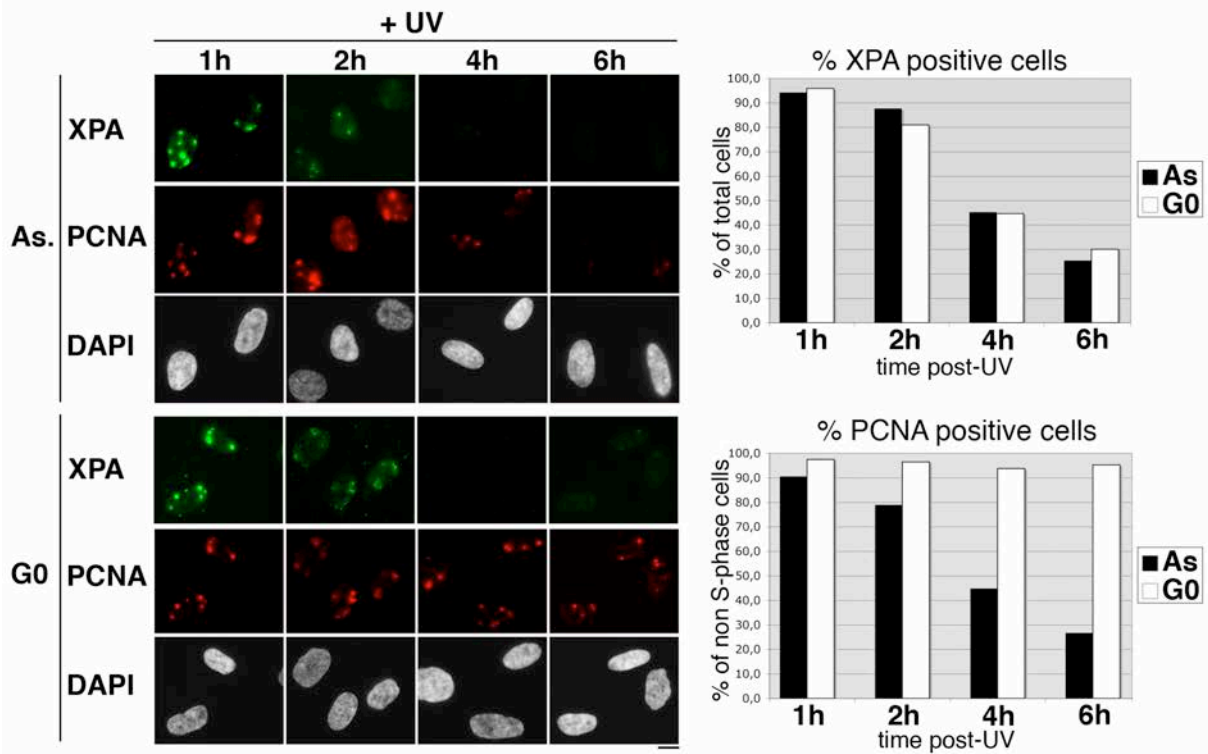 + UV
1h 2h 4h 6h
As.
XPA
PCNA
DAPI
G0
XPA
PCNA
DAPI
% XPA positive cells
% of total cells
100,0
90,0
80,0
70,0
60,0
50,0
40,0
30,0
20,0
10,0
0,0
1h 2h 4h 6h
time post-UV
As
G0
% PCNA positive cells
% of non S-phase cells
100,0
90,0
80,0
70,0
60,0
50,0
40,0
30,0
20,0
10,0
0,0
1h 2h 4h 6h
time post-UV
As
G0